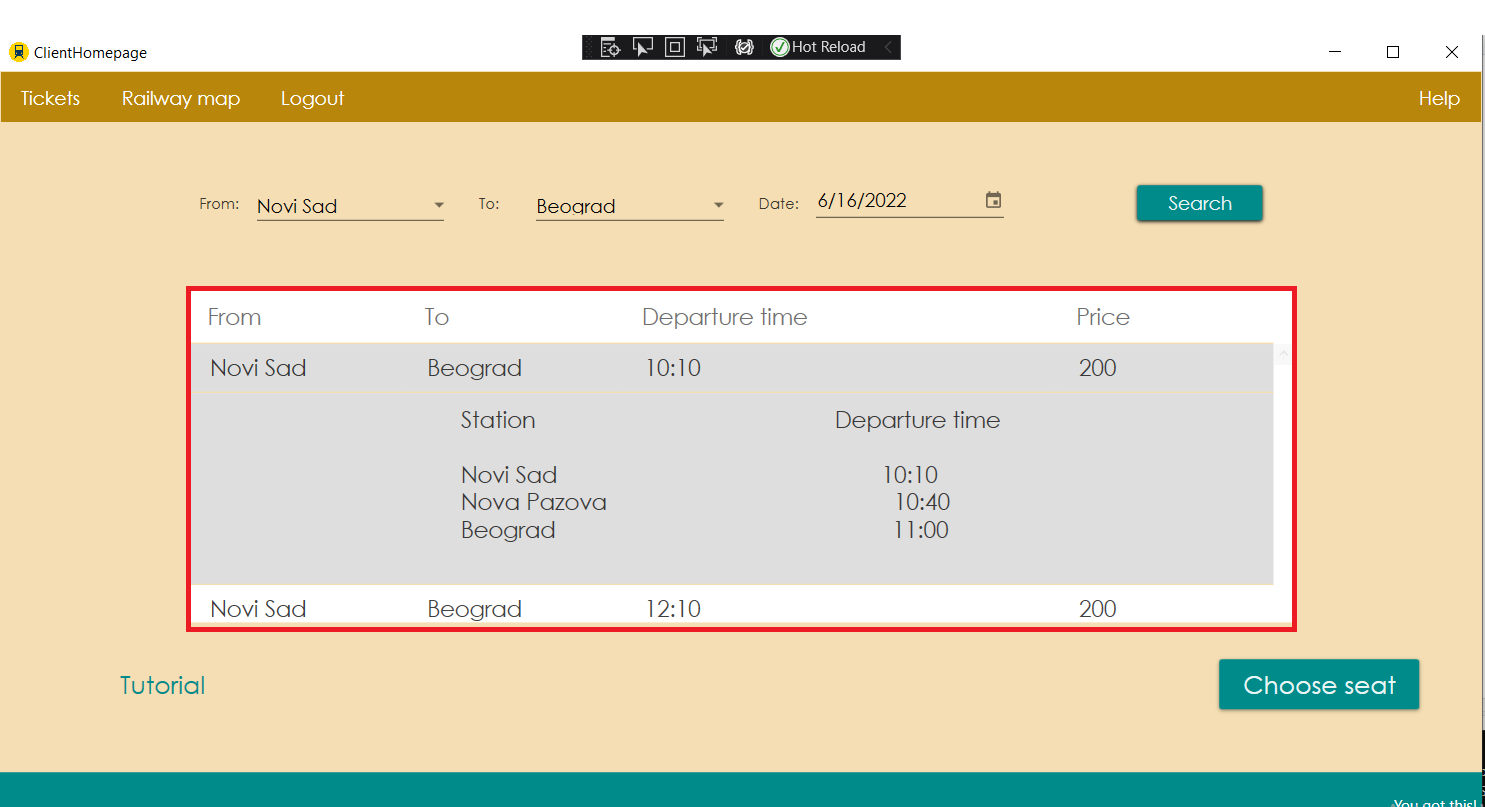 ClientHomepage
Hot Reload
Tickets Railway map Logout Help
From: Novi Sad To: Beograd Date: 6/16/2022 Search
From To Departure time Price
Novi Sad Beograd 10:10 200
Station Departure time
Novi Sad 10:10
Nova Pazova 10:40
Beograd 11:00
Novi Sad Beograd 12:10 200
Tutorial Choose seat
You got this!